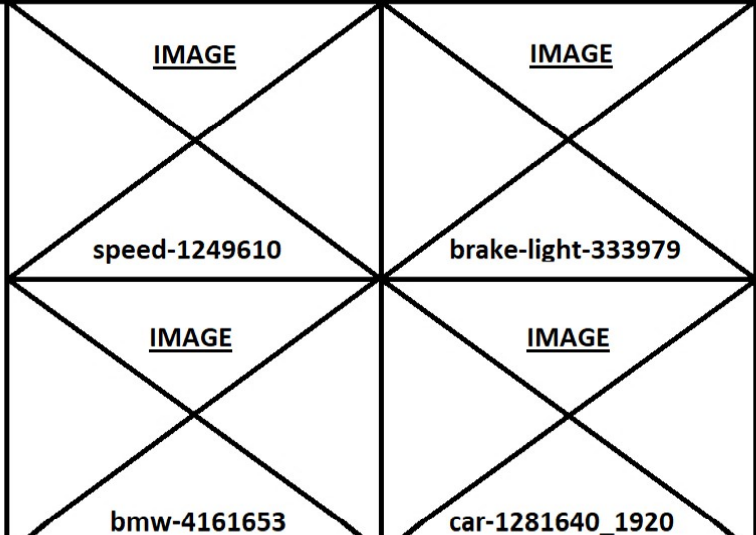 IMAGE
IMAGE
speed-1249610
brake-light-333979
IMAGE
IMAGE
bmw-4161653
car-1281640_1920